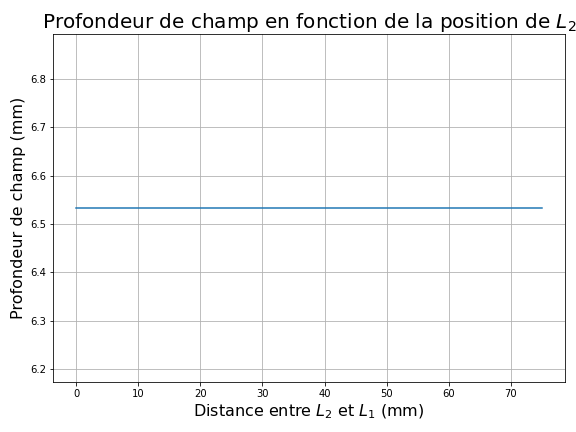 Profondeur de champ en fonction de la position de L₂
Profondeur de champ (mm)
6.8
6.7
6.6
6.5
6.4
6.3
6.2
0 10 20 30 40 50 60 70
Distance entre L₂ et L₁ (mm)